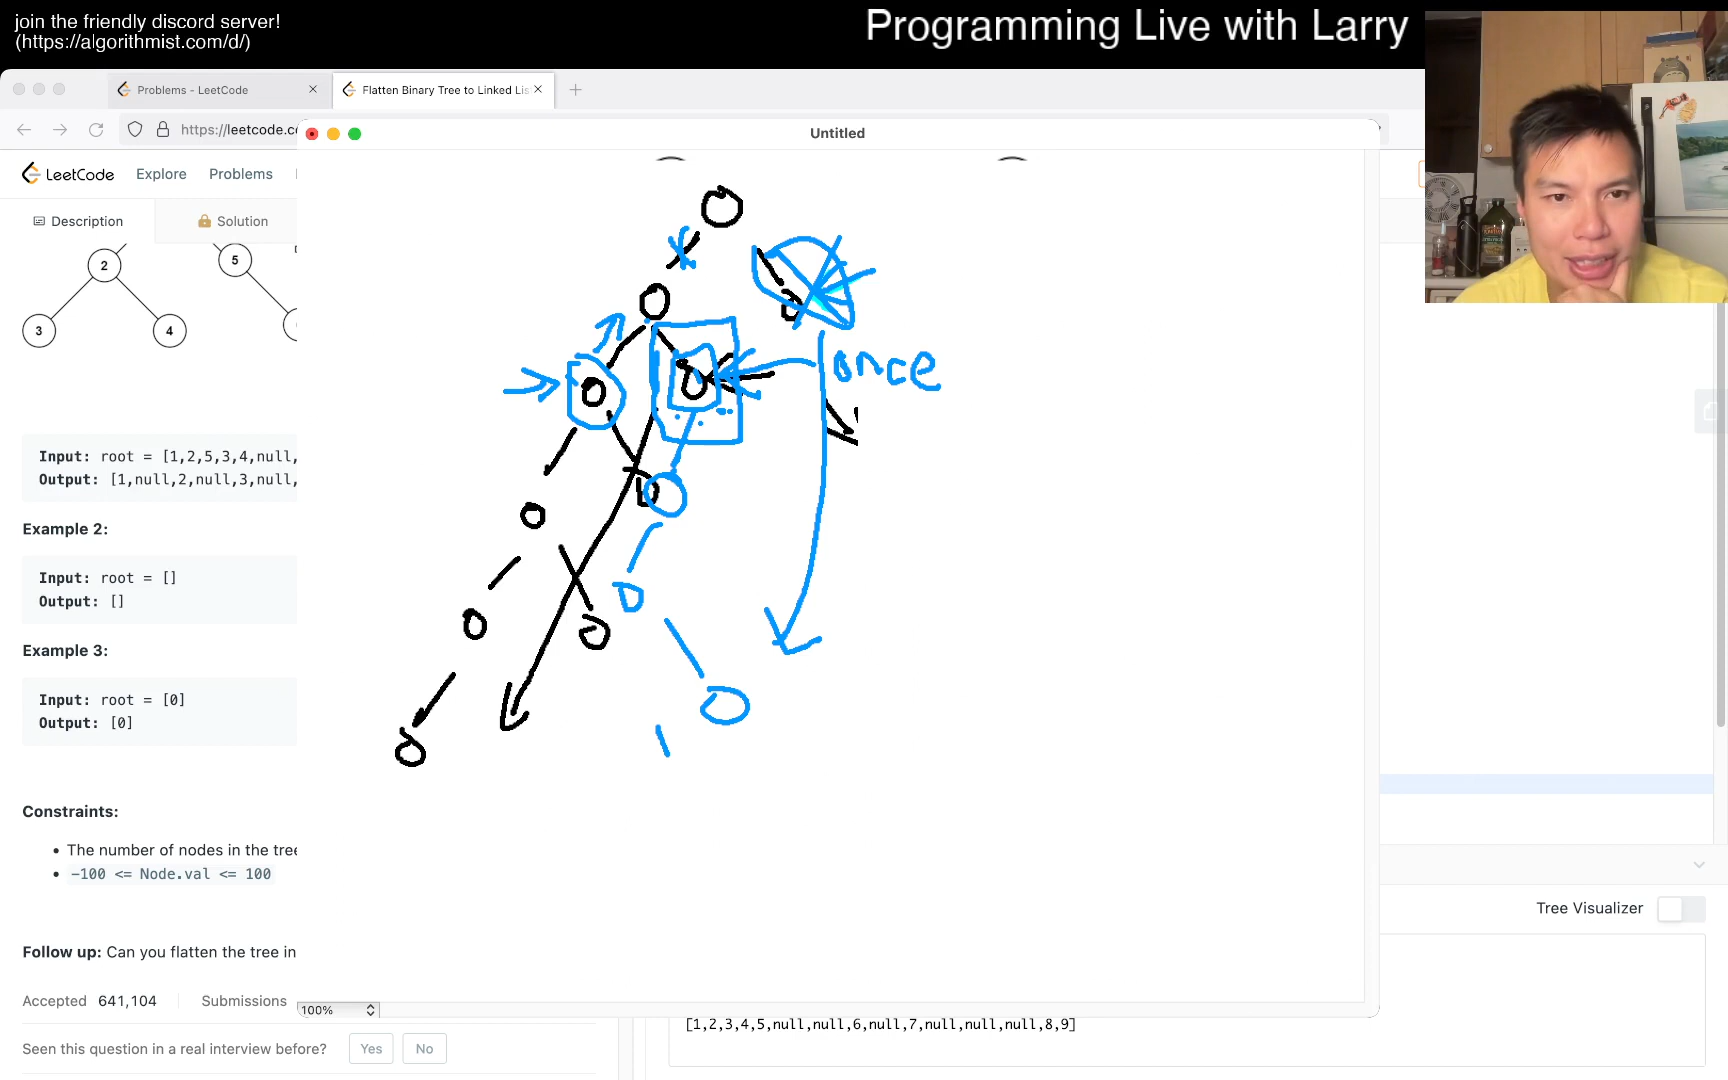 join the friendly discord server!
(https://algorithmist.com/d/)
Programming Live with Larry
Problems - LeetCode
Flatten Binary Tree to Linked Lis
https://leetcode.c
Untitled
LeetCode
Explore
Problems
Description
Solution
2
5
3
4
once
Input: root = [1,2,5,3,4,null,
Output: [1,null,2,null,3,null,
Example 2:
Input: root = []
Output: []
Example 3:
Input: root = [0]
Output: [0]
Constraints:
• The number of nodes in the tree
• -100 <= Node.val <= 100
Tree Visualizer
Follow up: Can you flatten the tree in
Accepted 641,104
Submissions
100%
[1,2,3,4,5,null,null,6,null,7,null,null,null,8,9]
Seen this question in a real interview before?
Yes
No